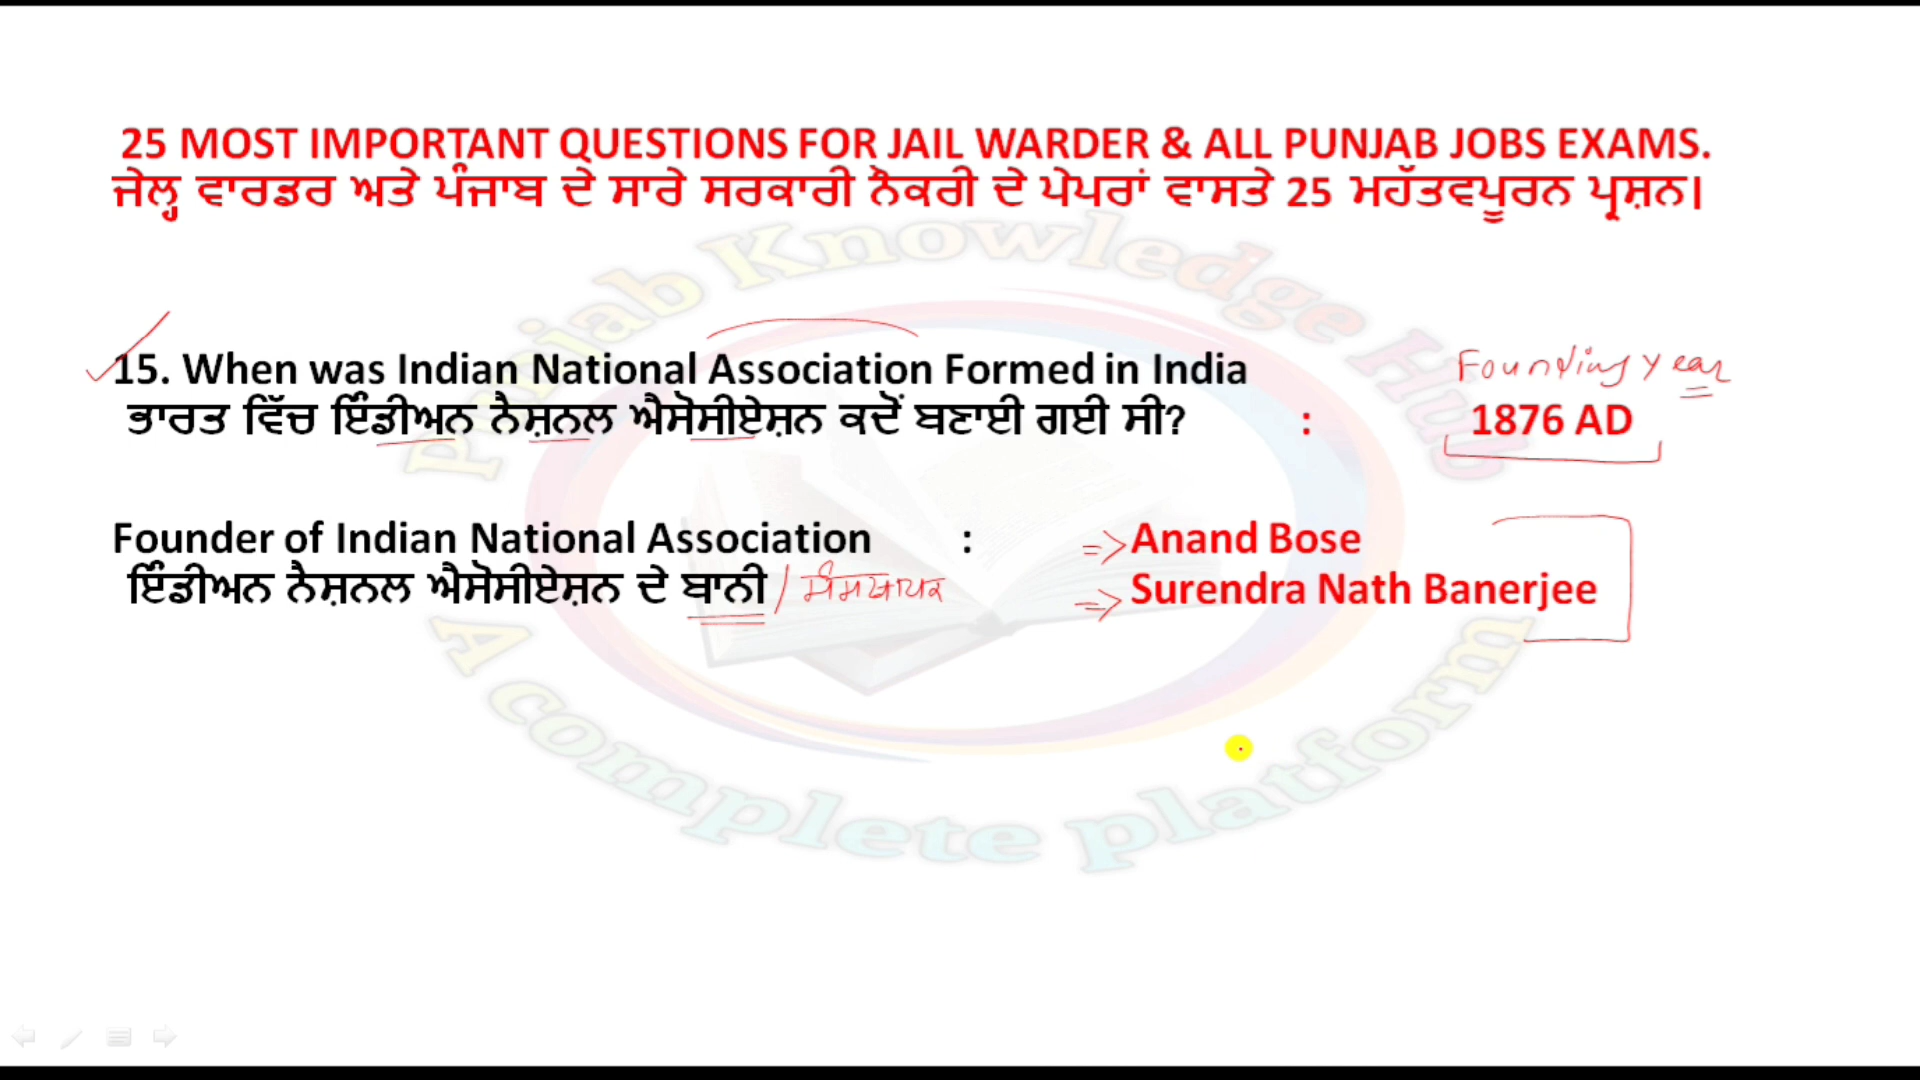 25 MOST IMPORTANT QUESTIONS FOR JAIL WARDER & ALL PUNJAB JOBS EXAMS.
ਜੇਲ੍ਹ ਵਾਰਡਰ ਅਤੇ ਪੰਜਾਬ ਦੇ ਸਾਰੇ ਸਰਕਾਰੀ ਨੌਕਰੀ ਦੇ ਪੇਪਰਾਂ ਵਾਸਤੇ 25 ਮਹੱਤਵਪੂਰਨ ਪ੍ਰਸ਼ਨ।
Punjab Knowledge Hub
15. When was Indian National Association Formed in India
Founding Year
ਭਾਰਤ ਵਿੱਚ ਇੰਡੀਅਨ ਨੈਸ਼ਨਲ ਐਸੋਸੀਏਸ਼ਨ ਕਦੋਂ ਬਣਾਈ ਗਈ ਸੀ? : 1876 AD
Founder of Indian National Association : => Anand Bose
ਇੰਡੀਅਨ ਨੈਸ਼ਨਲ ਐਸੋਸੀਏਸ਼ਨ ਦੇ ਬਾਨੀ / ਸੰਸਥਾਪਕ => Surendra Nath Banerjee
A complete platform